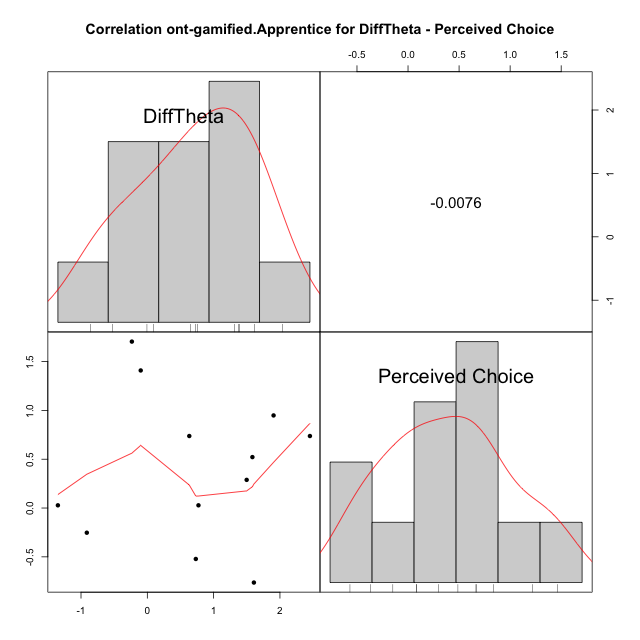 Correlation ont-gamified.Apprentice for DiffTheta - Perceived Choice
-0.5 0.0 0.5 1.0 1.5
DiffTheta
-0.0076
2
1
0
-1
Perceived Choice
1.5
1.0
0.5
0.0
-0.5
-1 0 1 2